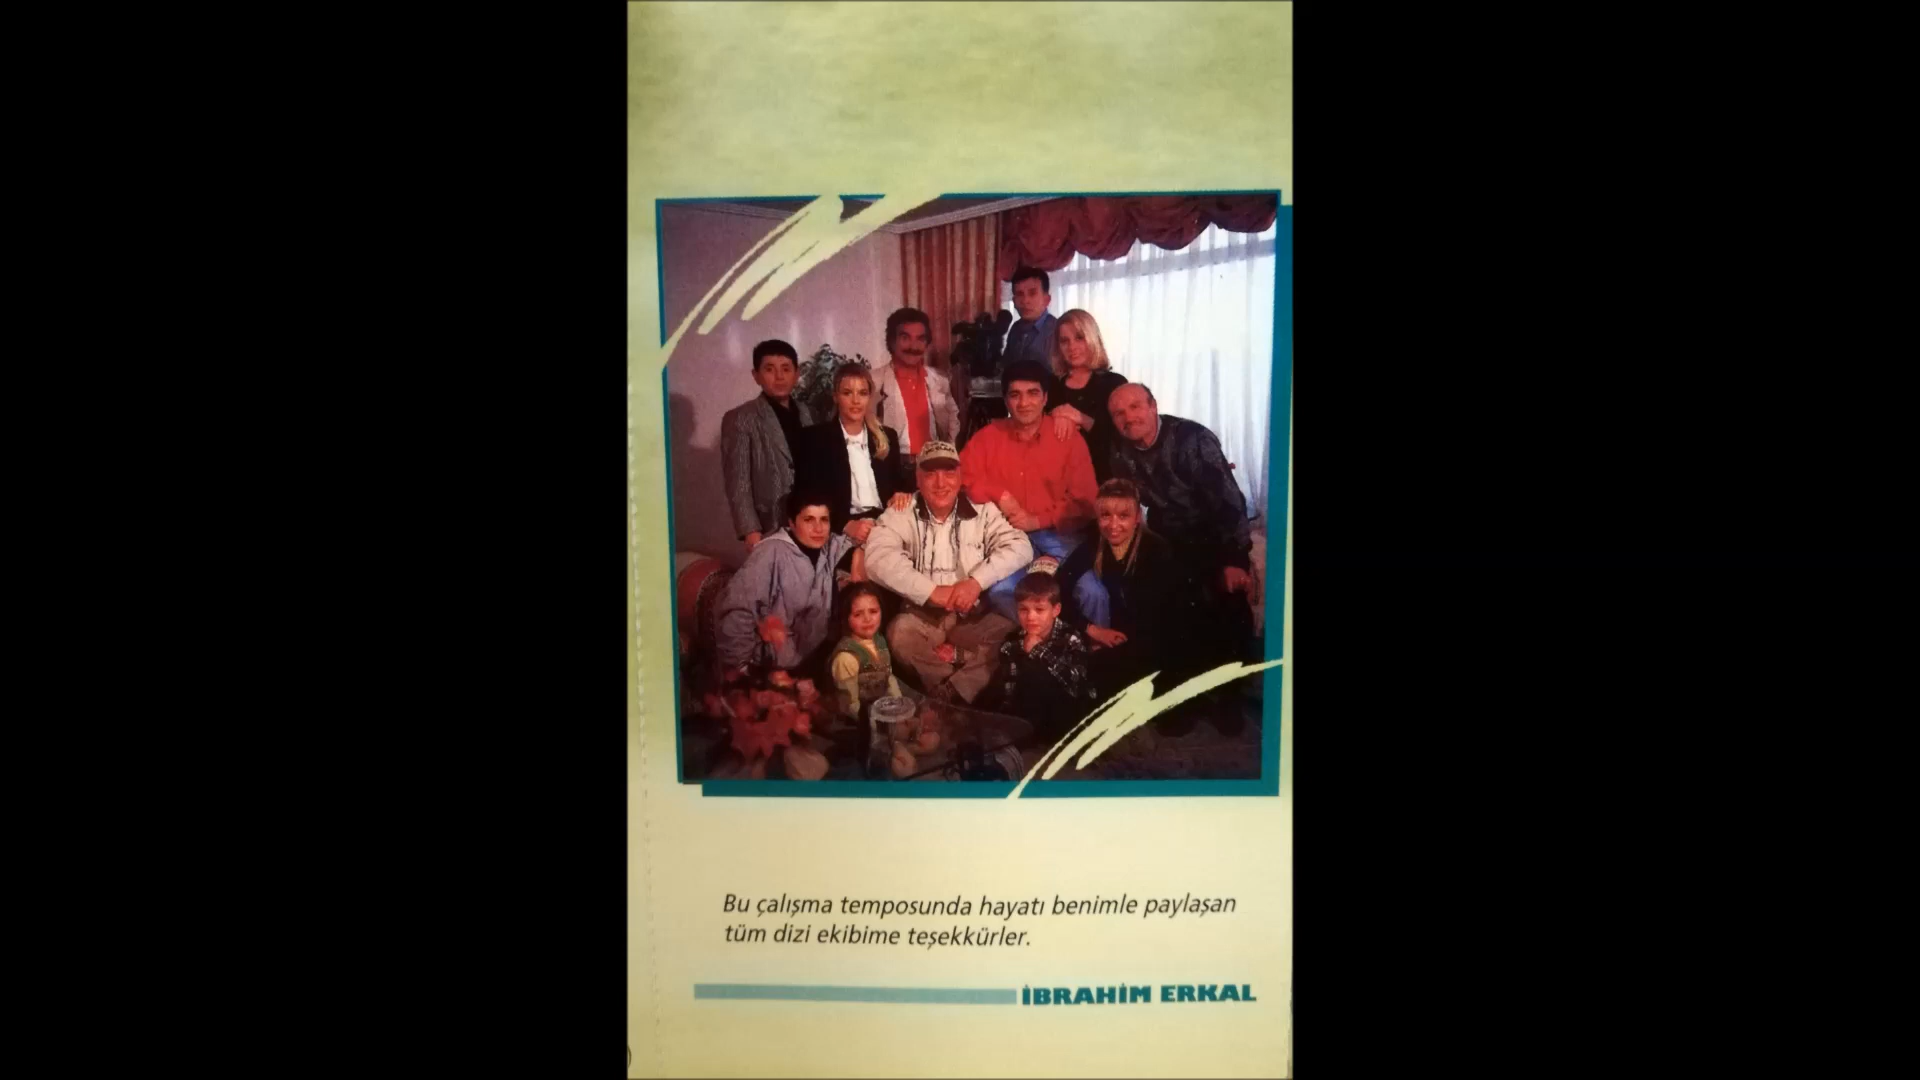 Bu çalışma temposunda hayatı benimle paylaşan
tüm dizi ekibime teşekkürler.
İBRAHİM ERKAL